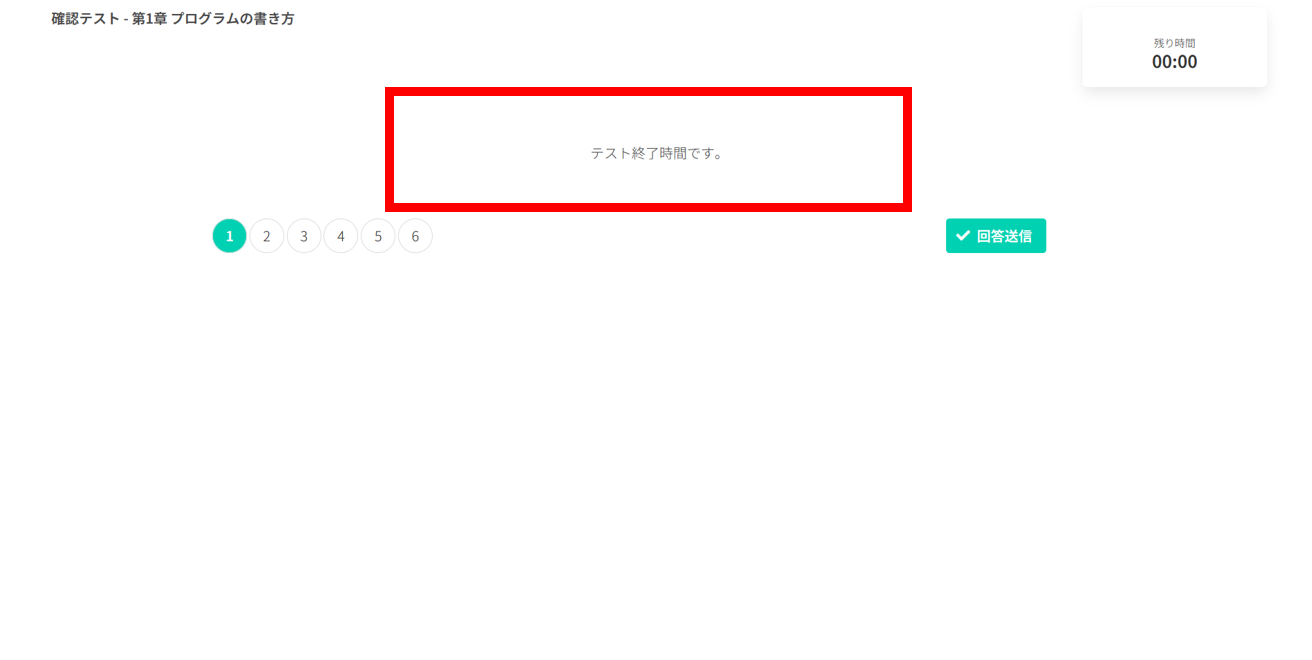 確認テスト - 第1章 プログラムの書き方
残り時間
00:00
テスト終了時間です。
1 2 3 4 5 6
回答送信